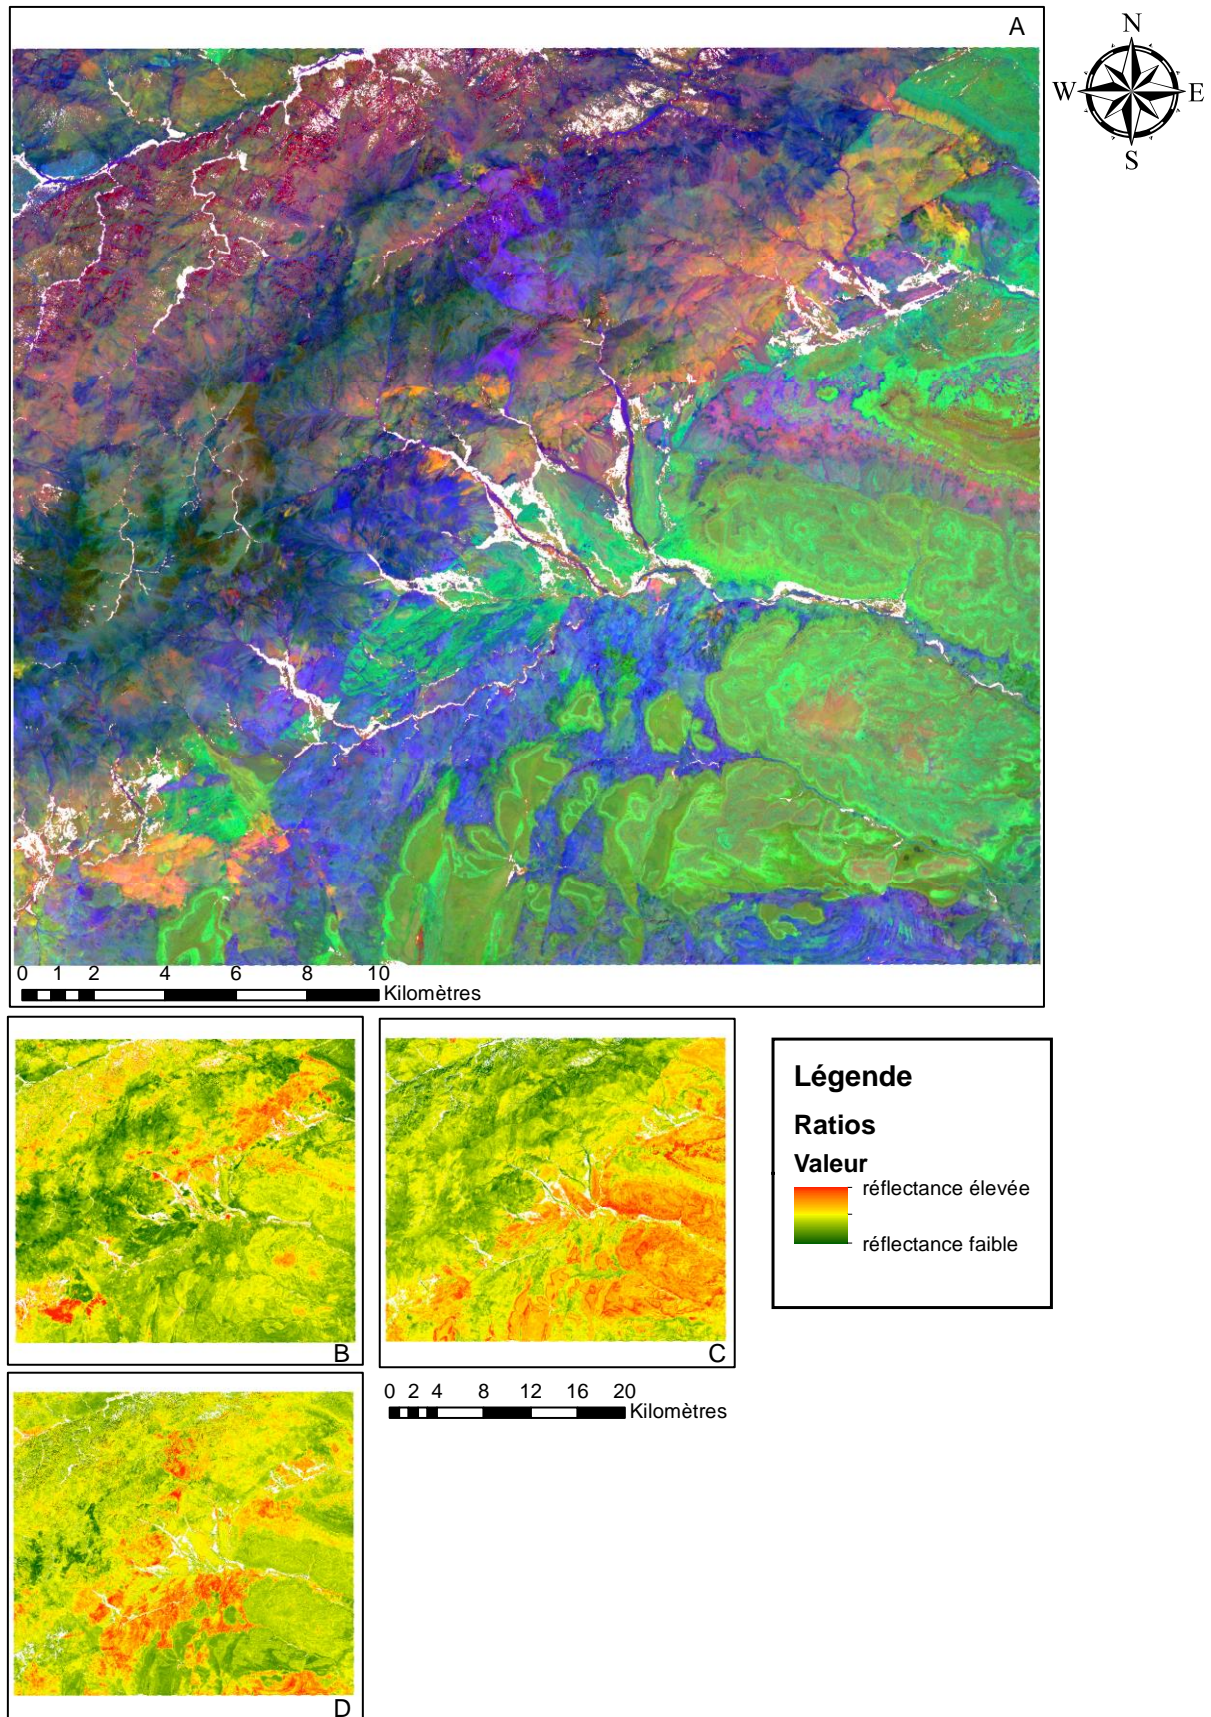 A
N
W E
S
0 1 2 4 6 8 10
Kilomètres
B
C
Légende
Ratios
Valeur
réflectance élevée
réflectance faible
0 2 4 8 12 16 20
Kilomètres
D